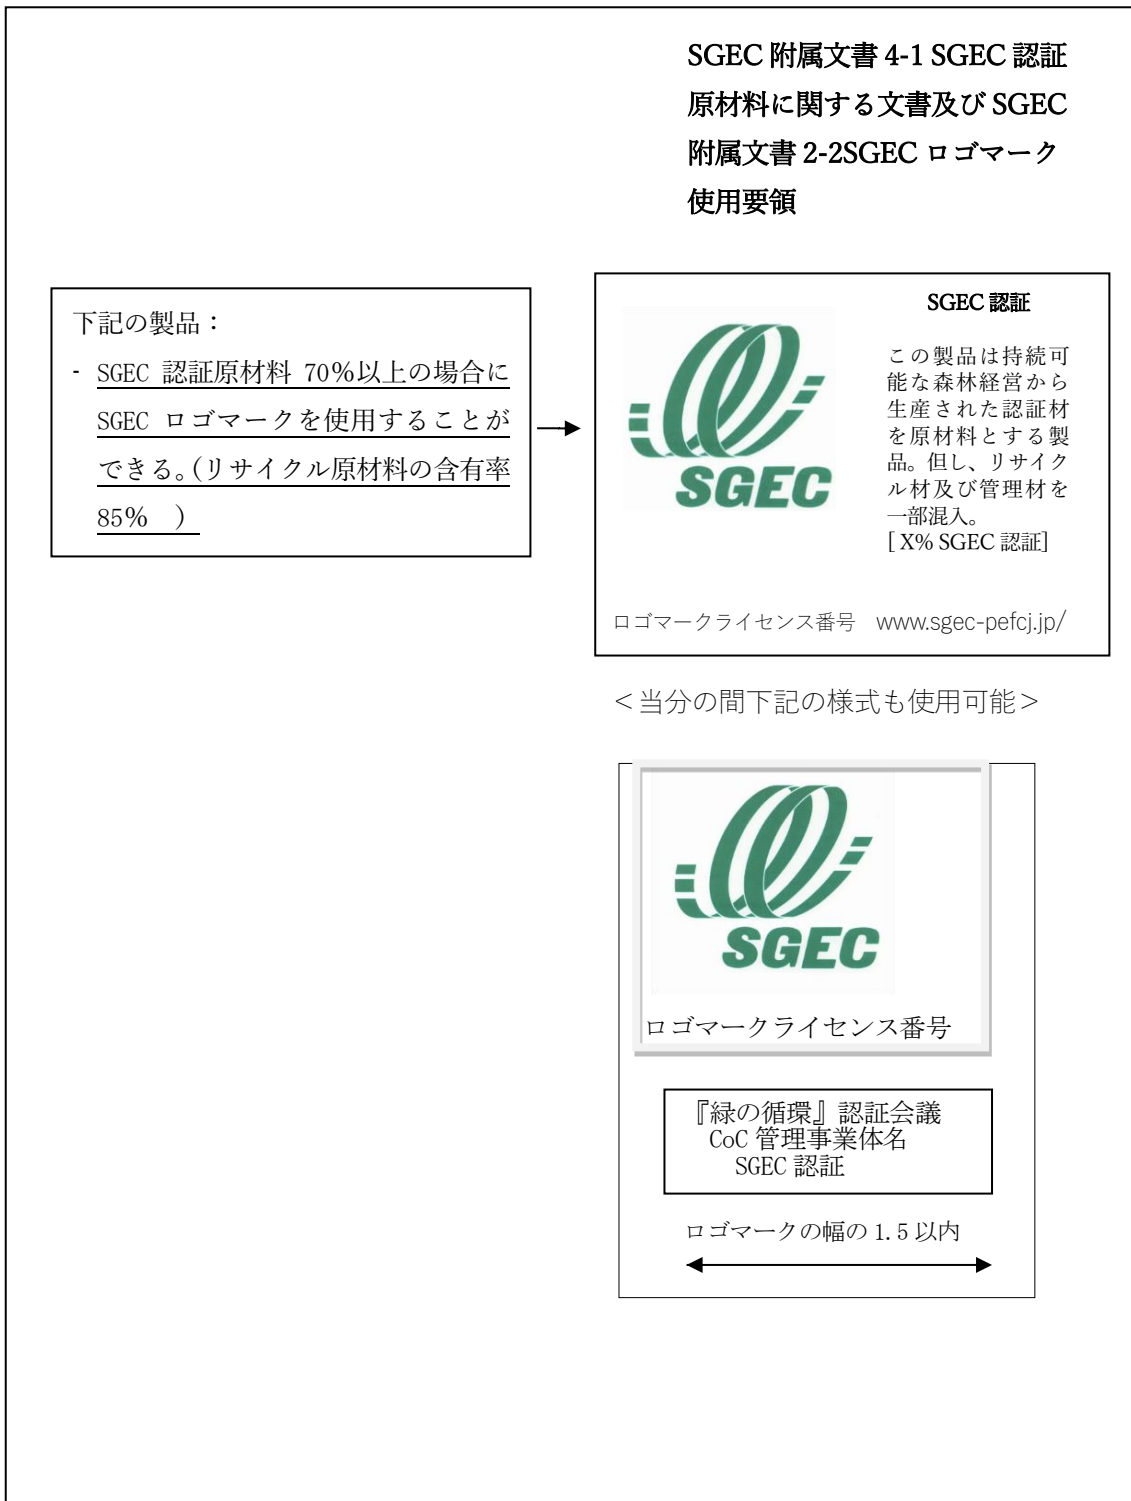 SGEC 附属文書 4-1 SGEC 認証
原材料に関する文書及び SGEC
附属文書 2-2SGEC ロゴマーク
使用要領
下記の製品：
- SGEC 認証原材料 70%以上の場合に
SGEC ロゴマークを使用することが
できる。(リサイクル原材料の含有率
85%　)
SGEC
SGEC 認証
この製品は持続可
能な森林経営から
生産された認証材
を原材料とする製
品。但し、リサイク
ル材及び管理材を
一部混入。
[ X% SGEC 認証]
ロゴマークライセンス番号　www.sgec-pefcj.jp/
＜当分の間下記の様式も使用可能＞
SGEC
ロゴマークライセンス番号
『緑の循環』認証会議
CoC 管理事業体名
SGEC 認証
ロゴマークの幅の 1.5 以内